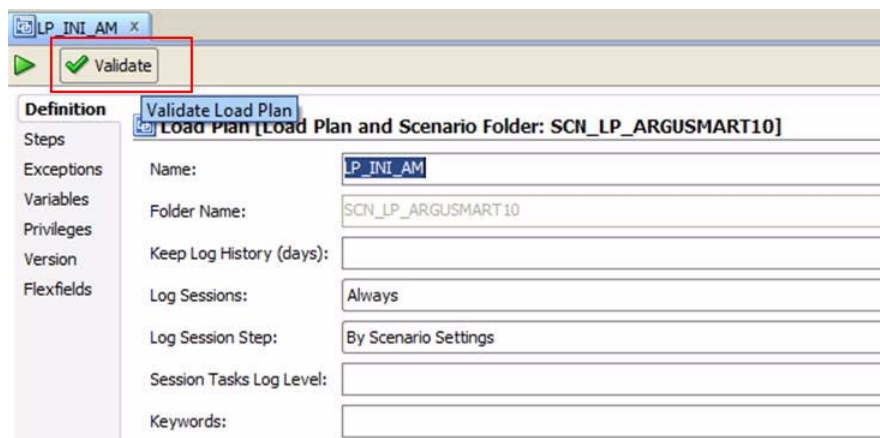 LP_INI_AM x
Validate
Validate Load Plan
Load Plan [Load Plan and Scenario Folder: SCN_LP_ARGUSMART10]
Definition
Steps
Exceptions
Variables
Privileges
Version
Flexfields
Name: LP_INI_AM
Folder Name: SCN_LP_ARGUSMART10
Keep Log History (days):
Log Sessions: Always
Log Session Step: By Scenario Settings
Session Tasks Log Level:
Keywords: